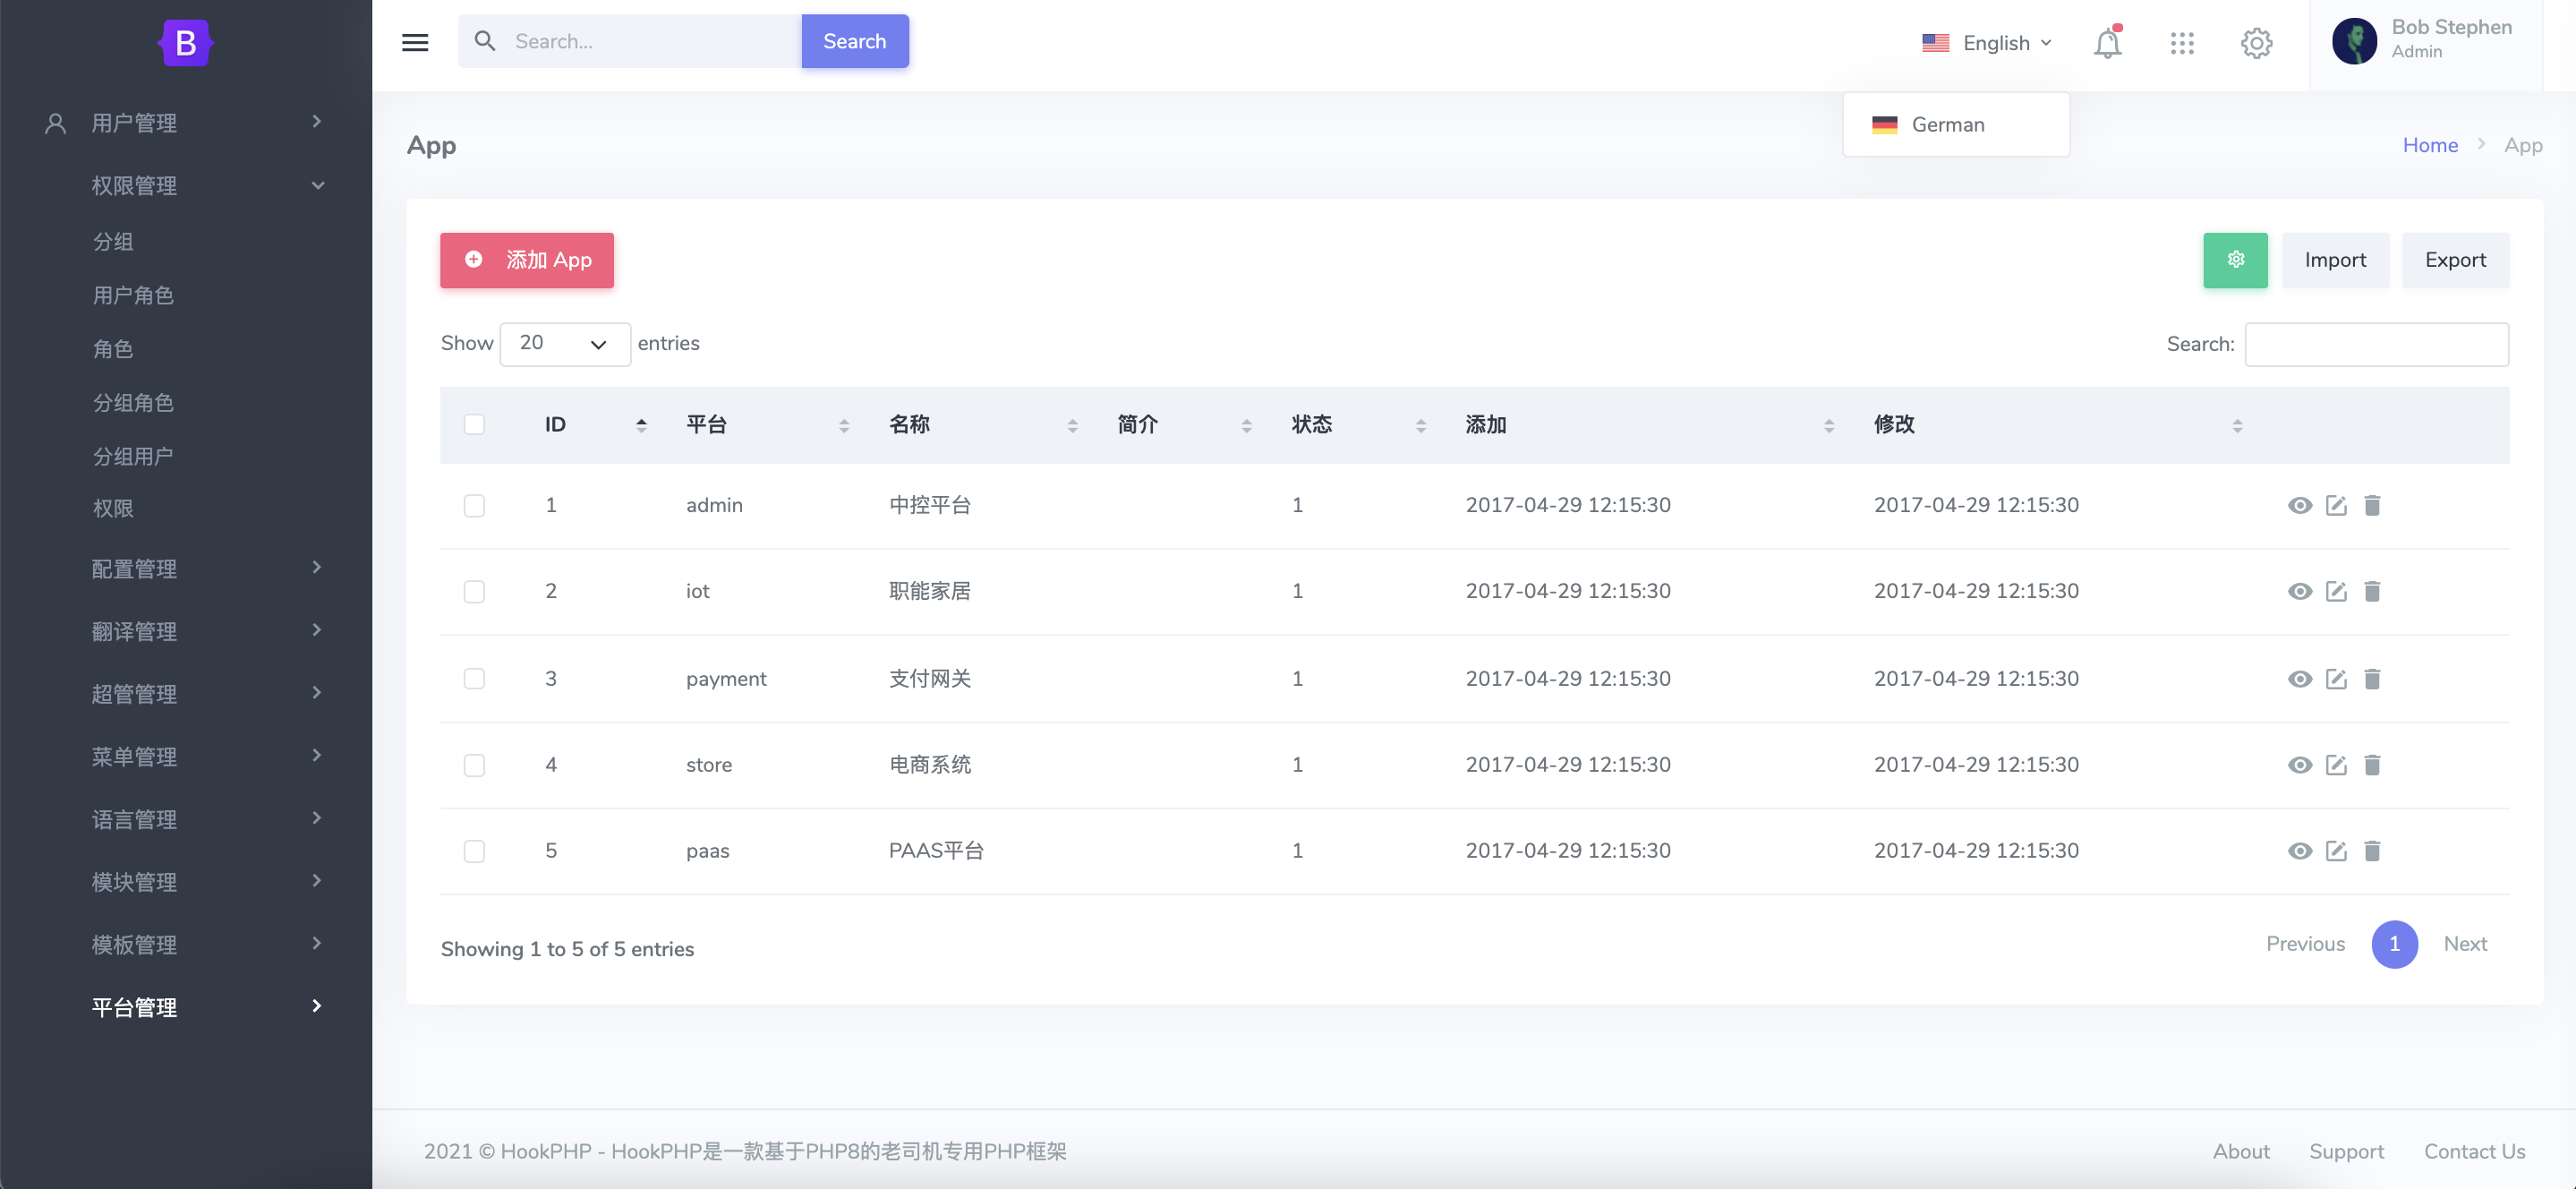 B
用户管理
权限管理
分组
用户角色
角色
分组角色
分组用户
权限
配置管理
翻译管理
超管管理
菜单管理
语言管理
模块管理
模板管理
平台管理
Search...
Search
English
Bob Stephen
Admin
German
App
Home
App
添加 App
Import
Export
Show 20 entries
Search:
ID 平台 名称 简介 状态 添加 修改
1 admin 中控平台 1 2017-04-29 12:15:30 2017-04-29 12:15:30
2 iot 职能家居 1 2017-04-29 12:15:30 2017-04-29 12:15:30
3 payment 支付网关 1 2017-04-29 12:15:30 2017-04-29 12:15:30
4 store 电商系统 1 2017-04-29 12:15:30 2017-04-29 12:15:30
5 paas PAAS平台 1 2017-04-29 12:15:30 2017-04-29 12:15:30
Showing 1 to 5 of 5 entries
Previous 1 Next
2021 © HookPHP - HookPHP是一款基于PHP8的老司机专用PHP框架
About Support Contact Us